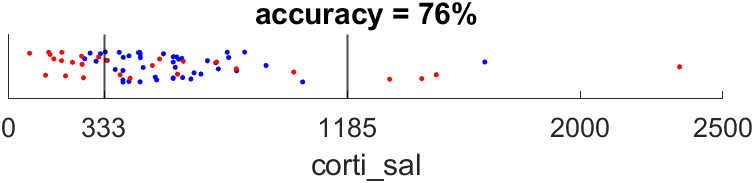 accuracy = 76%
0 333 1185 2000 2500
corti_sal